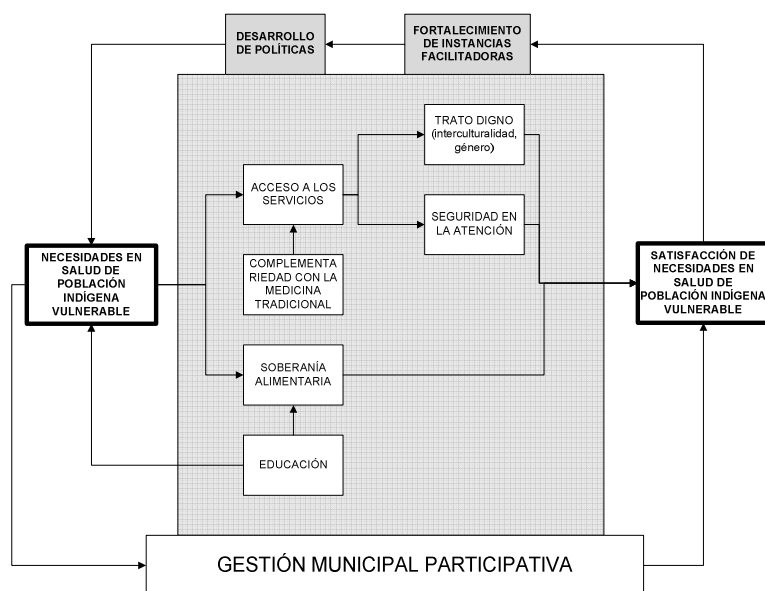 DESARROLLO
DE POLÍTICAS
FORTALECIMIENTO
DE INSTANCIAS
FACILITADORAS
TRATO DIGNO
(interculturalidad,
género)
ACCESO A LOS
SERVICIOS
SEGURIDAD EN
LA ATENCIÓN
NECESIDADES EN
SALUD DE
POBLACIÓN
INDÍGENA
VULNERABLE
COMPLEMENTA
RIEDAD CON LA
MEDICINA
TRADICIONAL
SATISFACCIÓN DE
NECESIDADES EN
SALUD DE
POBLACIÓN INDÍGENA
VULNERABLE
SOBERANÍA
ALIMENTARIA
EDUCACIÓN
GESTIÓN MUNICIPAL PARTICIPATIVA